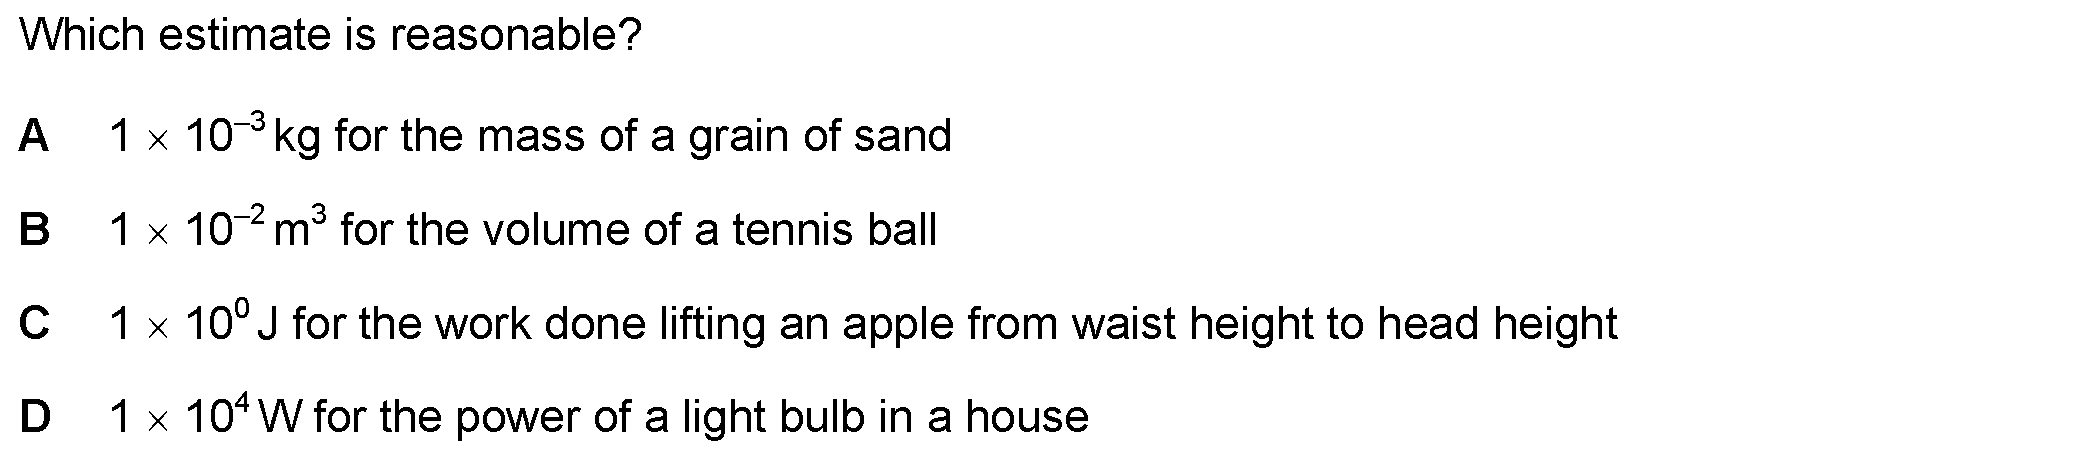 Which estimate is reasonable?
A 1 × 10⁻³ kg for the mass of a grain of sand
B 1 × 10⁻² m³ for the volume of a tennis ball
C 1 × 10⁰ J for the work done lifting an apple from waist height to head height
D 1 × 10⁴ W for the power of a light bulb in a house